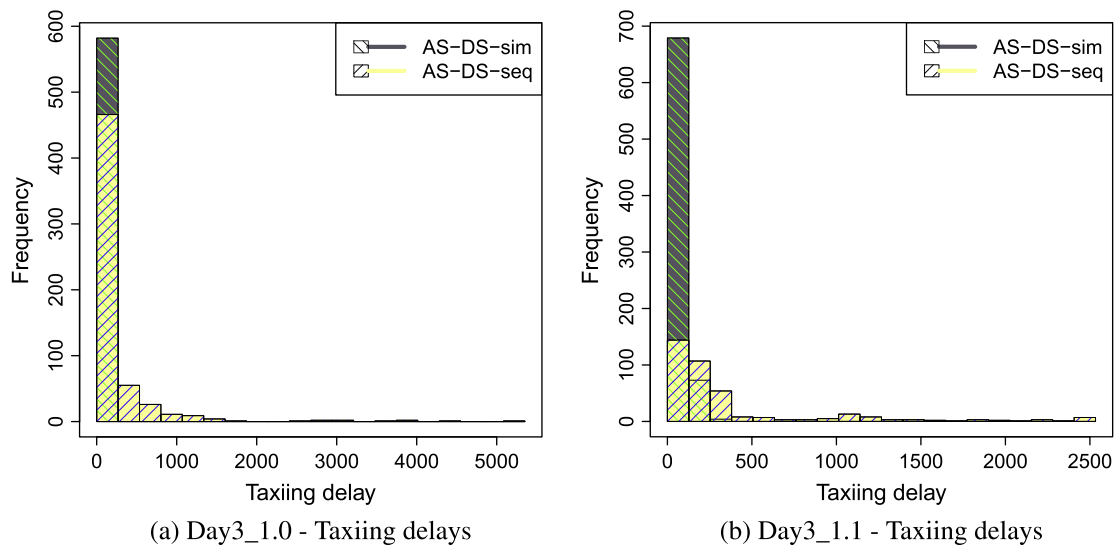 AS−DS−sim
AS−DS−seq
Frequency
0 100 200 300 400 500 600
0 1000 2000 3000 4000 5000
Taxiing delay
(a) Day3_1.0 - Taxiing delays
AS−DS−sim
AS−DS−seq
Frequency
0 100 200 300 400 500 600 700
0 500 1000 1500 2000 2500
Taxiing delay
(b) Day3_1.1 - Taxiing delays